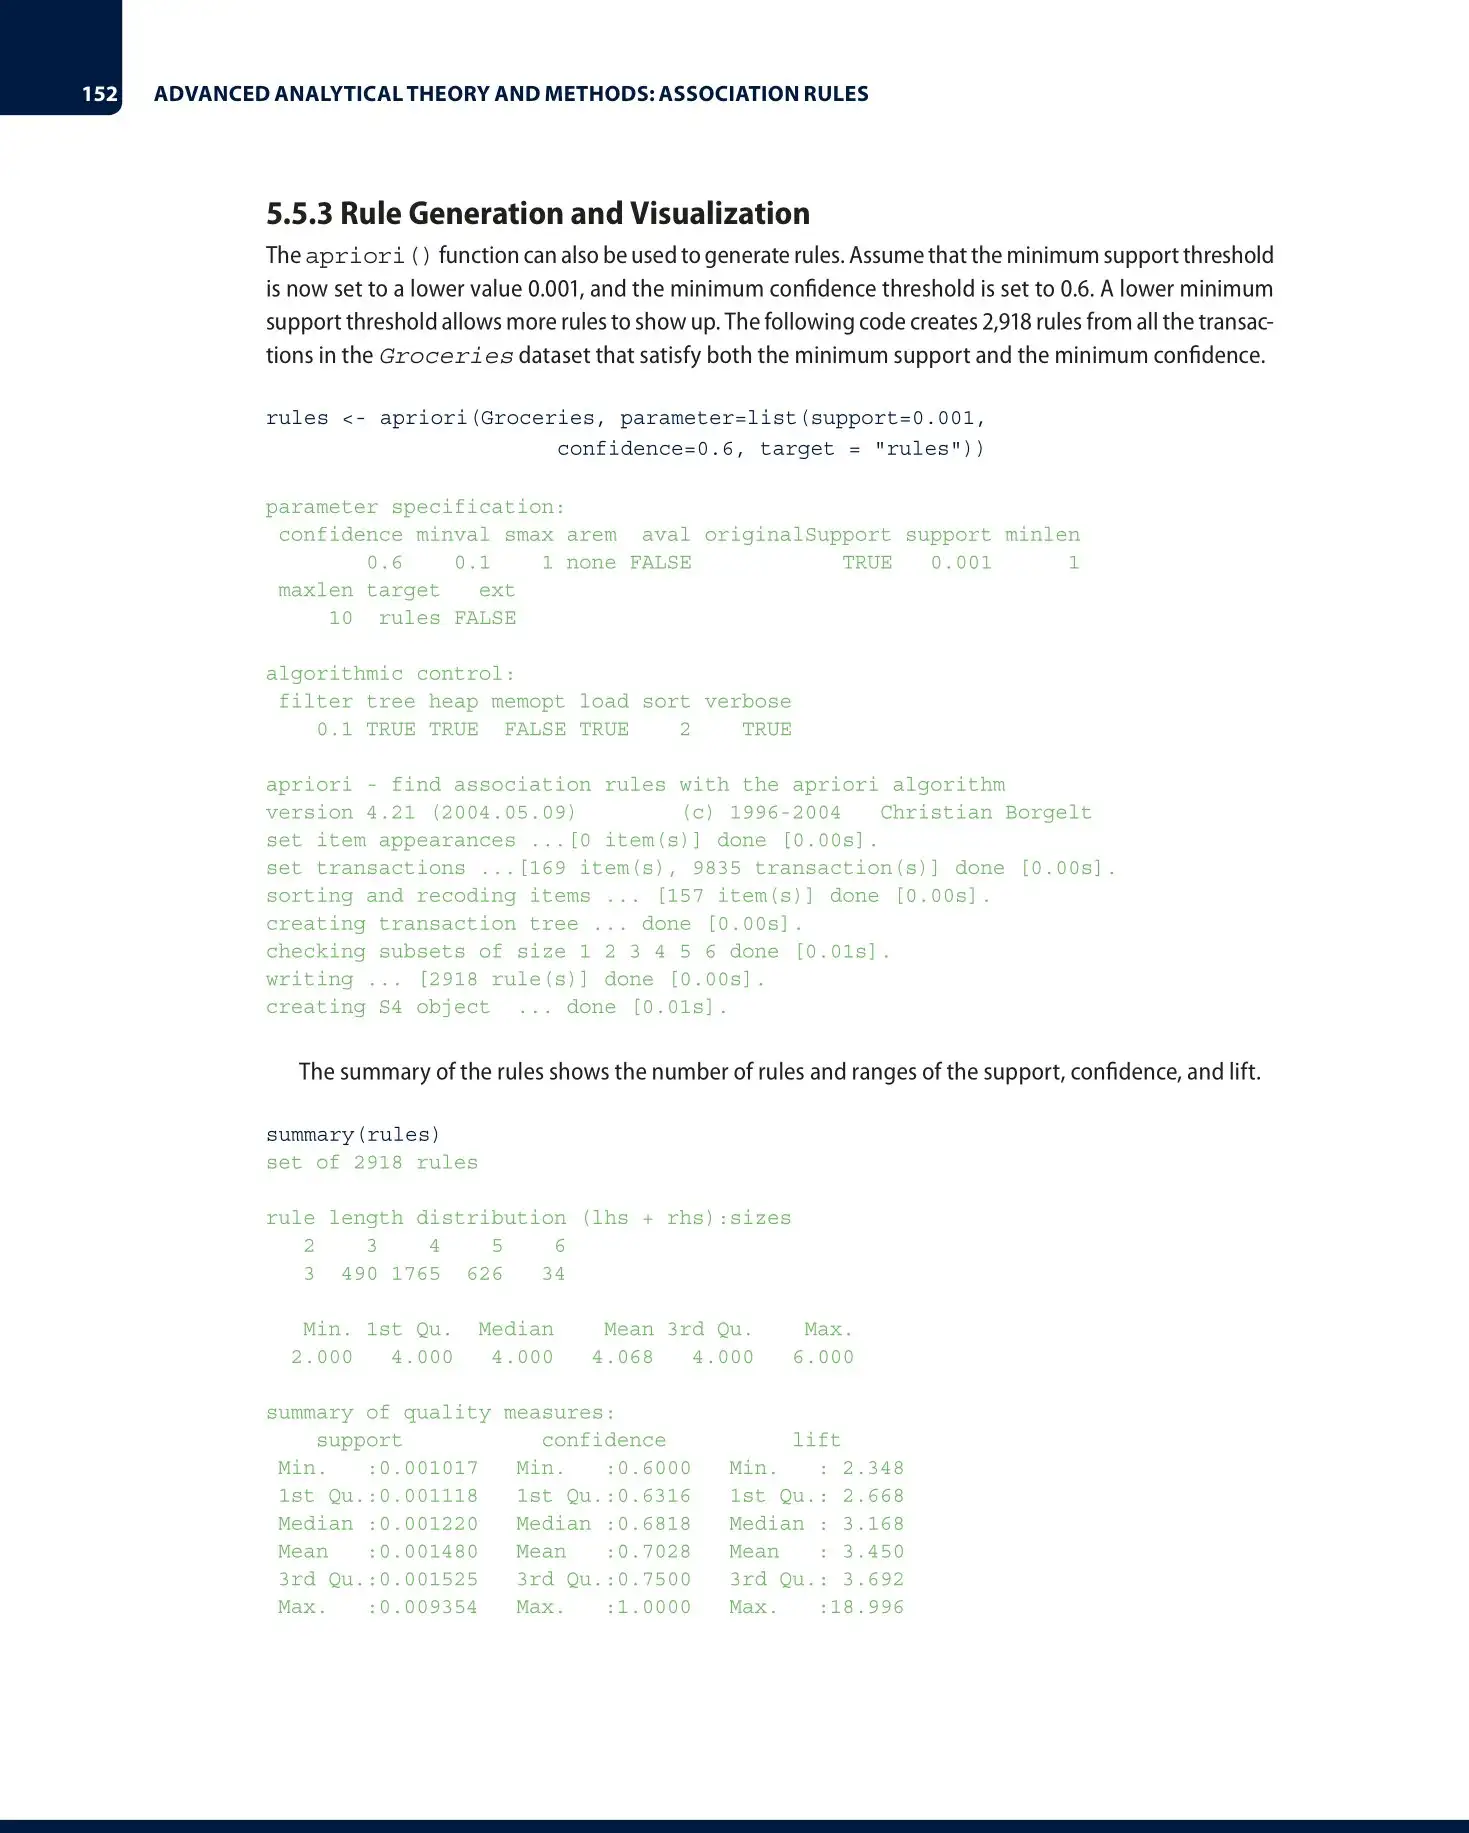 152 ADVANCED ANALYTICAL THEORY AND METHODS: ASSOCIATION RULES
5.5.3 Rule Generation and Visualization
The apriori() function can also be used to generate rules. Assume that the minimum support threshold
is now set to a lower value 0.001, and the minimum confidence threshold is set to 0.6. A lower minimum
support threshold allows more rules to show up. The following code creates 2,918 rules from all the transac-
tions in the Groceries dataset that satisfy both the minimum support and the minimum confidence.
rules <- apriori(Groceries, parameter=list(support=0.001,
                       confidence=0.6, target = "rules"))
parameter specification:
 confidence minval smax arem  aval originalSupport support minlen
        0.6    0.1    1 none FALSE            TRUE   0.001      1
 maxlen target   ext
     10  rules FALSE
algorithmic control:
 filter tree heap memopt load sort verbose
    0.1 TRUE TRUE  FALSE TRUE    2    TRUE
apriori - find association rules with the apriori algorithm
version 4.21 (2004.05.09)        (c) 1996-2004   Christian Borgelt
set item appearances ...[0 item(s)] done [0.00s].
set transactions ...[169 item(s), 9835 transaction(s)] done [0.00s].
sorting and recoding items ... [157 item(s)] done [0.00s].
creating transaction tree ... done [0.00s].
checking subsets of size 1 2 3 4 5 6 done [0.01s].
writing ... [2918 rule(s)] done [0.00s].
creating S4 object  ... done [0.01s].
The summary of the rules shows the number of rules and ranges of the support, confidence, and lift.
summary(rules)
set of 2918 rules
rule length distribution (lhs + rhs):sizes
   2    3    4    5    6
   3  490 1765  626   34
   Min. 1st Qu.  Median    Mean 3rd Qu.    Max.
  2.000   4.000   4.000   4.068   4.000   6.000
summary of quality measures:
    support           confidence          lift
 Min.   :0.001017   Min.   :0.6000   Min.   : 2.348
 1st Qu.:0.001118   1st Qu.:0.6316   1st Qu.: 2.668
 Median :0.001220   Median :0.6818   Median : 3.168
 Mean   :0.001480   Mean   :0.7028   Mean   : 3.450
 3rd Qu.:0.001525   3rd Qu.:0.7500   3rd Qu.: 3.692
 Max.   :0.009354   Max.   :1.0000   Max.   :18.996